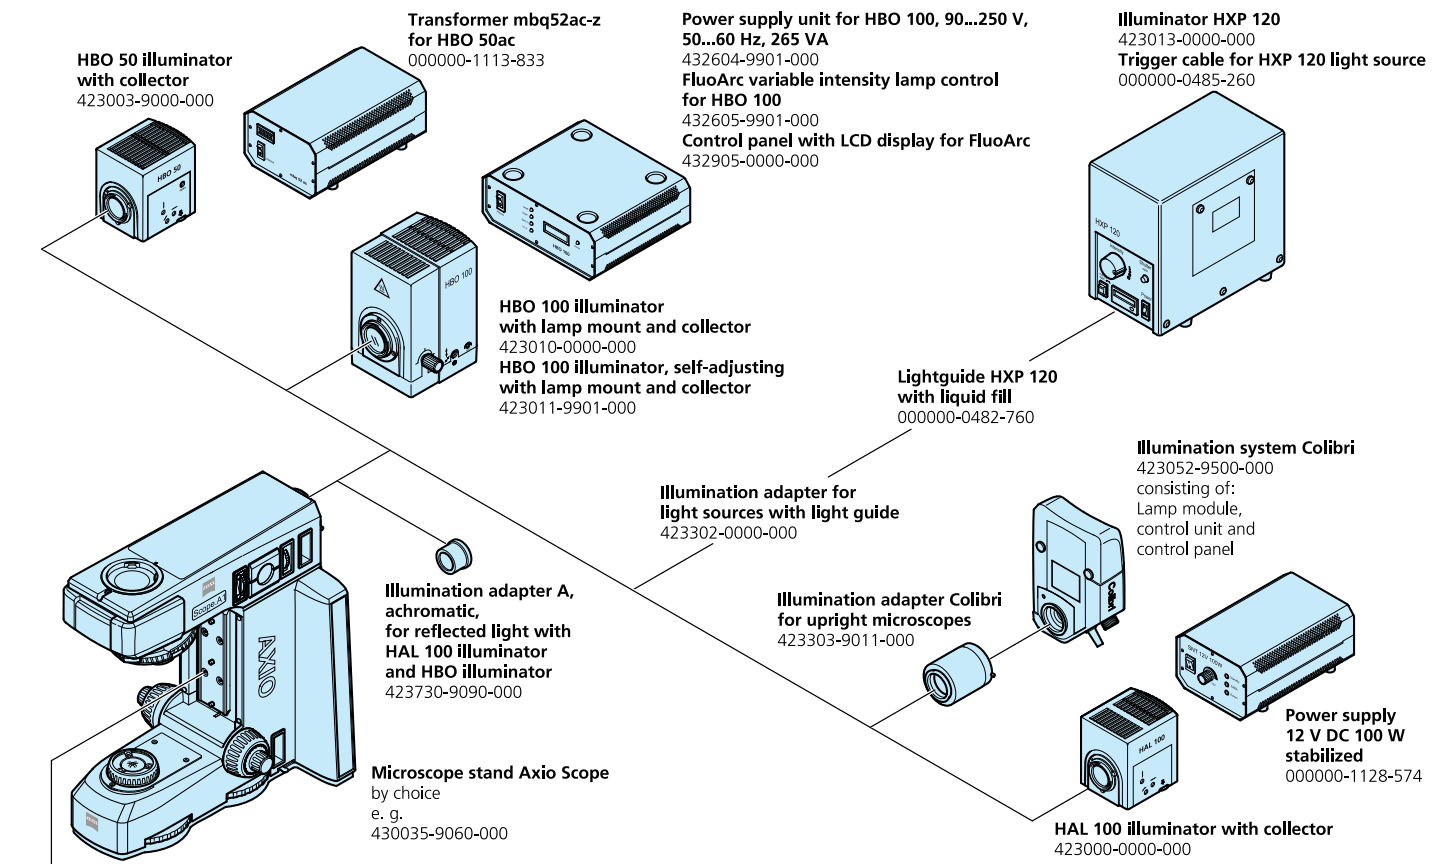 Transformer mbq52ac-z
for HBO 50ac
000000-1113-833
Power supply unit for HBO 100, 90...250 V,
50...60 Hz, 265 VA
432604-9901-000
FluoArc variable intensity lamp control
for HBO 100
432605-9901-000
Control panel with LCD display for FluoArc
432905-0000-000
Illuminator HXP 120
423013-0000-000
Trigger cable for HXP 120 light source
000000-0485-260
HBO 50 illuminator
with collector
423003-9000-000
HBO 50
mbq 52 ac
HBO 100
HBO 100
HXP 120
HBO 100 illuminator
with lamp mount and collector
423010-0000-000
HBO 100 illuminator, self-adjusting
with lamp mount and collector
423011-9901-000
Lightguide HXP 120
with liquid fill
000000-0482-760
Illumination system Colibri
423052-9500-000
consisting of:
Lamp module,
control unit and
control panel
Illumination adapter for
light sources with light guide
423302-0000-000
Colibri
Illumination adapter A,
achromatic,
for reflected light with
HAL 100 illuminator
and HBO illuminator
423730-9090-000
Illumination adapter Colibri
for upright microscopes
423303-9011-000
Scope.A1
AXIO
12V 100W
HAL 100
Power supply
12 V DC 100 W
stabilized
000000-1128-574
Microscope stand Axio Scope
by choice
e. g.
430035-9060-000
HAL 100 illuminator with collector
423000-0000-000